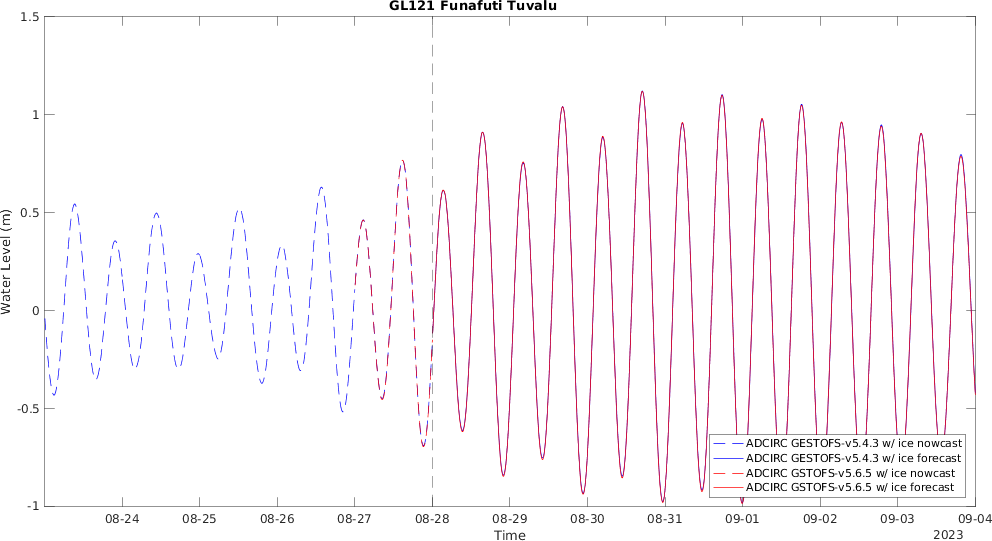 GL121 Funafuti Tuvalu
1.5
1
0.5
0
-0.5
-1
Water Level (m)
ADCIRC GESTOFS-v5.4.3 w/ ice nowcast
ADCIRC GESTOFS-v5.4.3 w/ ice forecast
ADCIRC GSTOFS-v5.6.5 w/ ice nowcast
ADCIRC GSTOFS-v5.6.5 w/ ice forecast
08-24 08-25 08-26 08-27 08-28 08-29 08-30 08-31 09-01 09-02 09-03 09-04
Time
2023